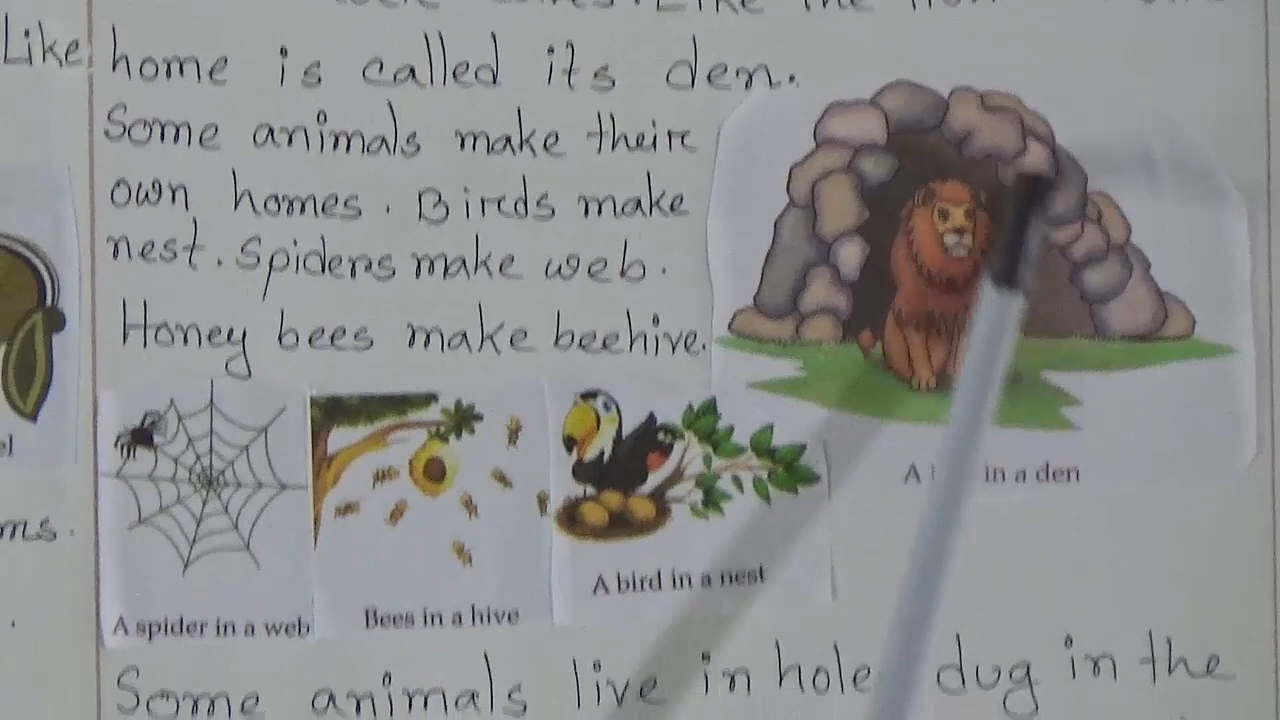 Like
home is called its den.
Some animals make their
own homes. Birds make
nest. Spiders make web.
Honey bees make beehive.
A in a den
A spider in a web
Bees in a hive
A bird in a nest
ms.
Some animals live in hole dug in the